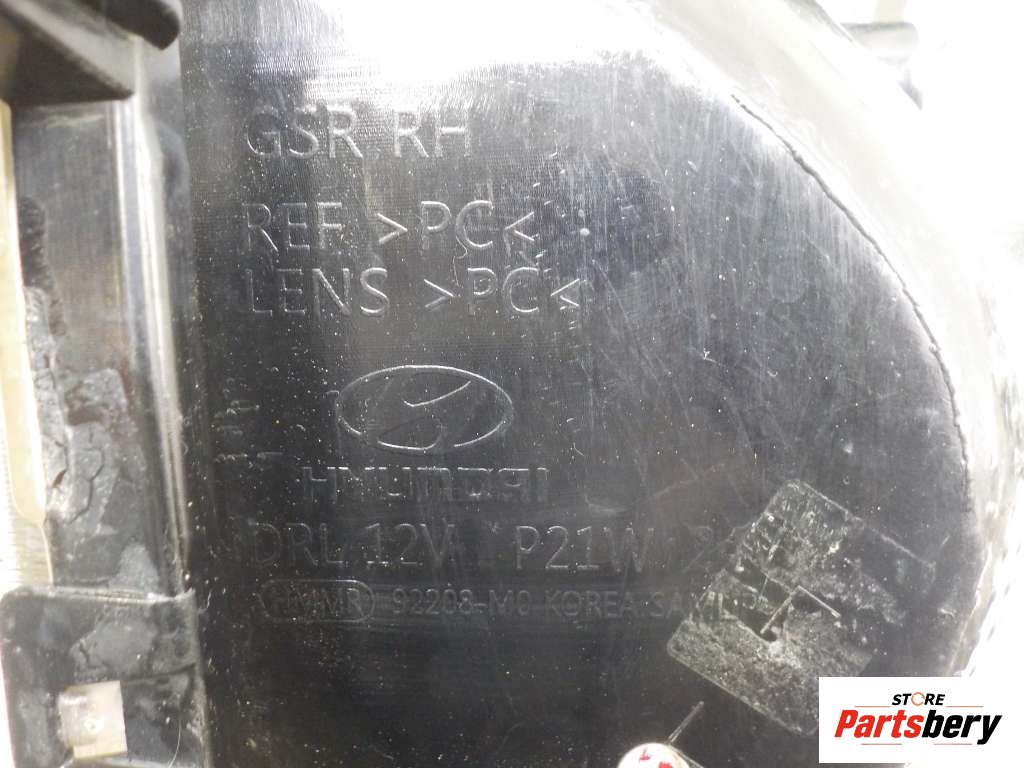 GSR RH
REF >PC<
LENS >PC<
HYUNDAI
DRL 12V P21W
HMMR 92208-M0 KOREA
STORE
Partsbery